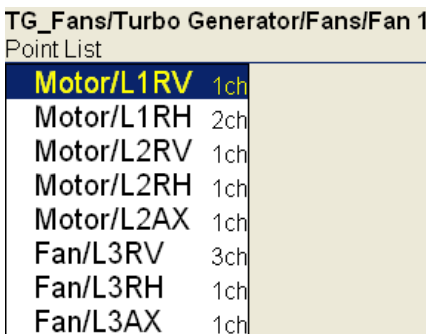 TG_Fans/Turbo Generator/Fans/Fan 1
Point List
Motor/L1RV 1ch
Motor/L1RH 2ch
Motor/L2RV 1ch
Motor/L2RH 1ch
Motor/L2AX 1ch
Fan/L3RV 3ch
Fan/L3RH 1ch
Fan/L3AX 1ch